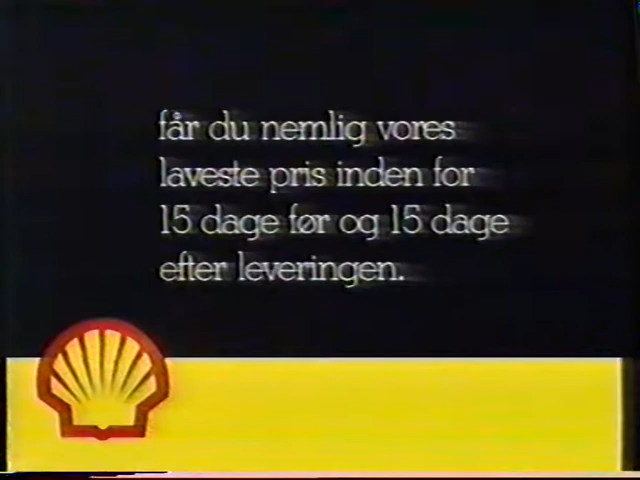 får du nemlig vores
laveste pris inden for
15 dage før og 15 dage
efter leveringen.